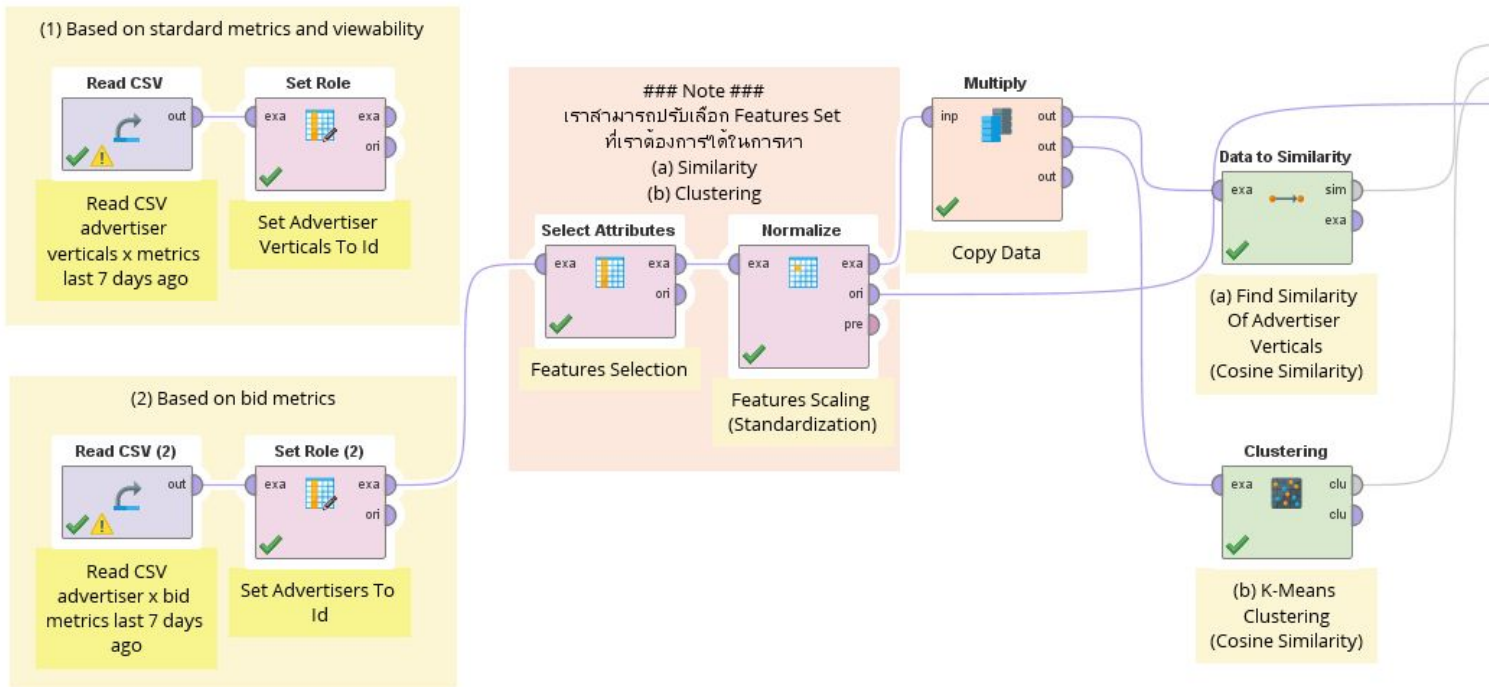 (1) Based on stardard metrics and viewability
Read CSV
out
Read CSV
advertiser
verticals x metrics
last 7 days ago
Set Role
exa
exa
ori
Set Advertiser
Verticals To Id
(2) Based on bid metrics
Read CSV (2)
out
Read CSV
advertiser x bid
metrics last 7 days
ago
Set Role (2)
exa
exa
ori
Set Advertisers To
Id
### Note ###
เราสามารถปรับเลือก Features Set
ที่เราต้องการได้ในการหา
(a) Similarity
(b) Clustering
Select Attributes
exa
exa
ori
Features Selection
Normalize
exa
exa
ori
pre
Features Scaling
(Standardization)
Multiply
inp
out
out
out
Copy Data
Data to Similarity
exa
sim
exa
(a) Find Similarity
Of Advertiser
Verticals
(Cosine Similarity)
Clustering
exa
clu
clu
(b) K-Means
Clustering
(Cosine Similarity)